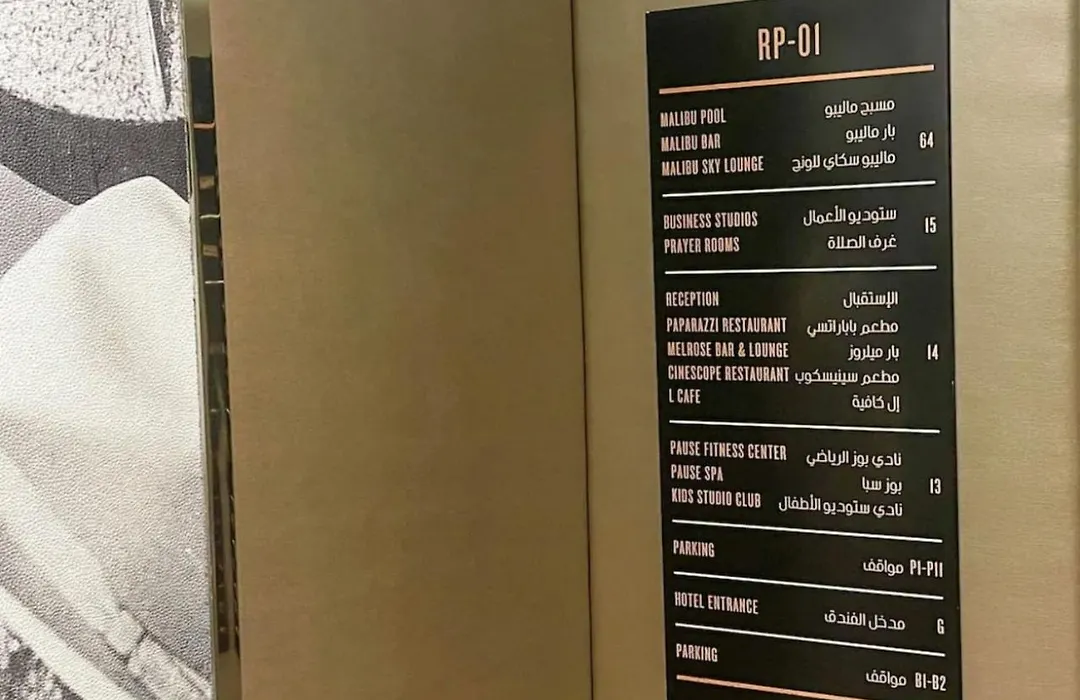 RP-01
MALIBU POOL مسبح ماليبو
MALIBU BAR بار ماليبو 64
MALIBU SKY LOUNGE ماليبو سكاي للونج
BUSINESS STUDIOS ستوديو الأعمال 15
PRAYER ROOMS غرف الصلاة
RECEPTION الإستقبال
PAPARAZZI RESTAURANT مطعم باباراتسي
MELROSE BAR & LOUNGE بار ميلروز 14
CINESCOPE RESTAURANT مطعم سينيسكوب
L CAFE إل كافية
PAUSE FITNESS CENTER نادي بوز الرياضي
PAUSE SPA بوز سبا 13
KIDS STUDIO CLUB نادي ستوديو الأطفال
PARKING مواقف P1-P11
HOTEL ENTRANCE مدخل الفندق G
PARKING مواقف B1-B2